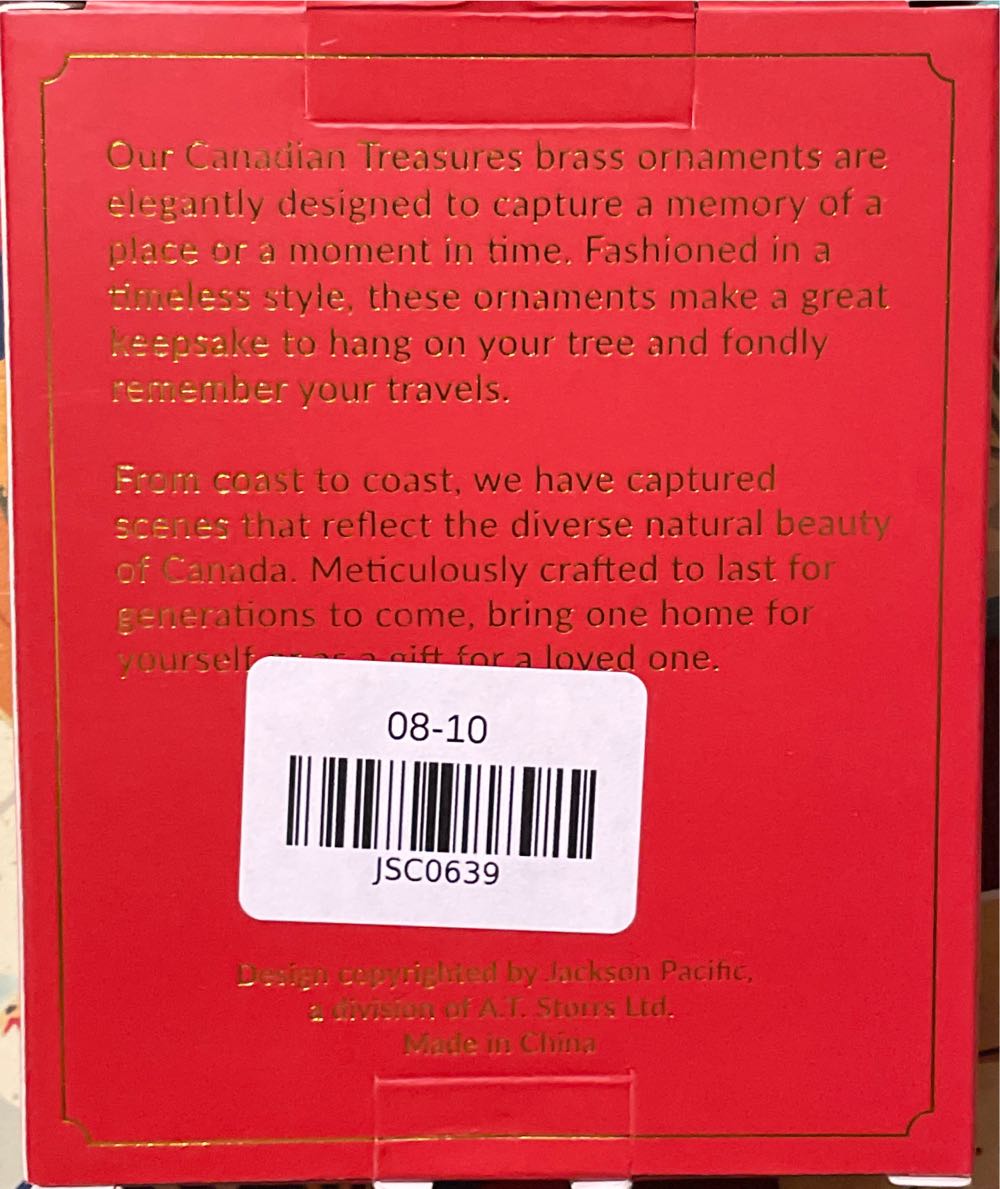 Our Canadian Treasures brass ornaments are
elegantly designed to capture a memory of a
place or a moment in time. Fashioned in a
timeless style, these ornaments make a great
keepsake to hang on your tree and fondly
remember your travels.
From coast to coast, we have captured
scenes that reflect the diverse natural beauty
of Canada. Meticulously crafted to last for
generations to come, bring one home for
yourself or as a gift for a loved one.
08-10
JSC0639
Design copyrighted by Jackson Pacific,
a division of A.T. Storrs Ltd.
Made in China